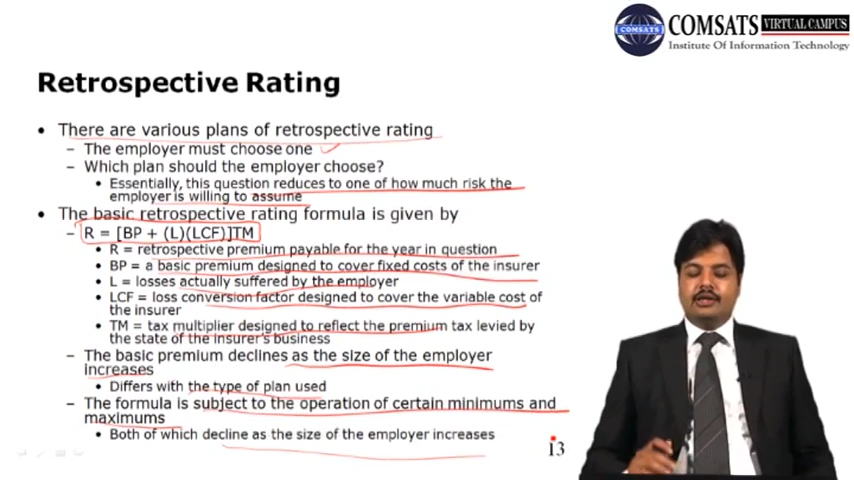 COMSATS
COMSATS VIRTUAL CAMPUS
Institute Of Information Technology
Retrospective Rating
• There are various plans of retrospective rating
– The employer must choose one
– Which plan should the employer choose?
• Essentially, this question reduces to one of how much risk the
employer is willing to assume
• The basic retrospective rating formula is given by
– R = [BP + (L)(LCF)]TM
• R = retrospective premium payable for the year in question
• BP = a basic premium designed to cover fixed costs of the insurer
• L = losses actually suffered by the employer
• LCF = loss conversion factor designed to cover the variable cost of
the insurer
• TM = tax multiplier designed to reflect the premium tax levied by
the state of the insurer's business
– The basic premium declines as the size of the employer
increases
• Differs with the type of plan used
– The formula is subject to the operation of certain minimums and
maximums
• Both of which decline as the size of the employer increases
13